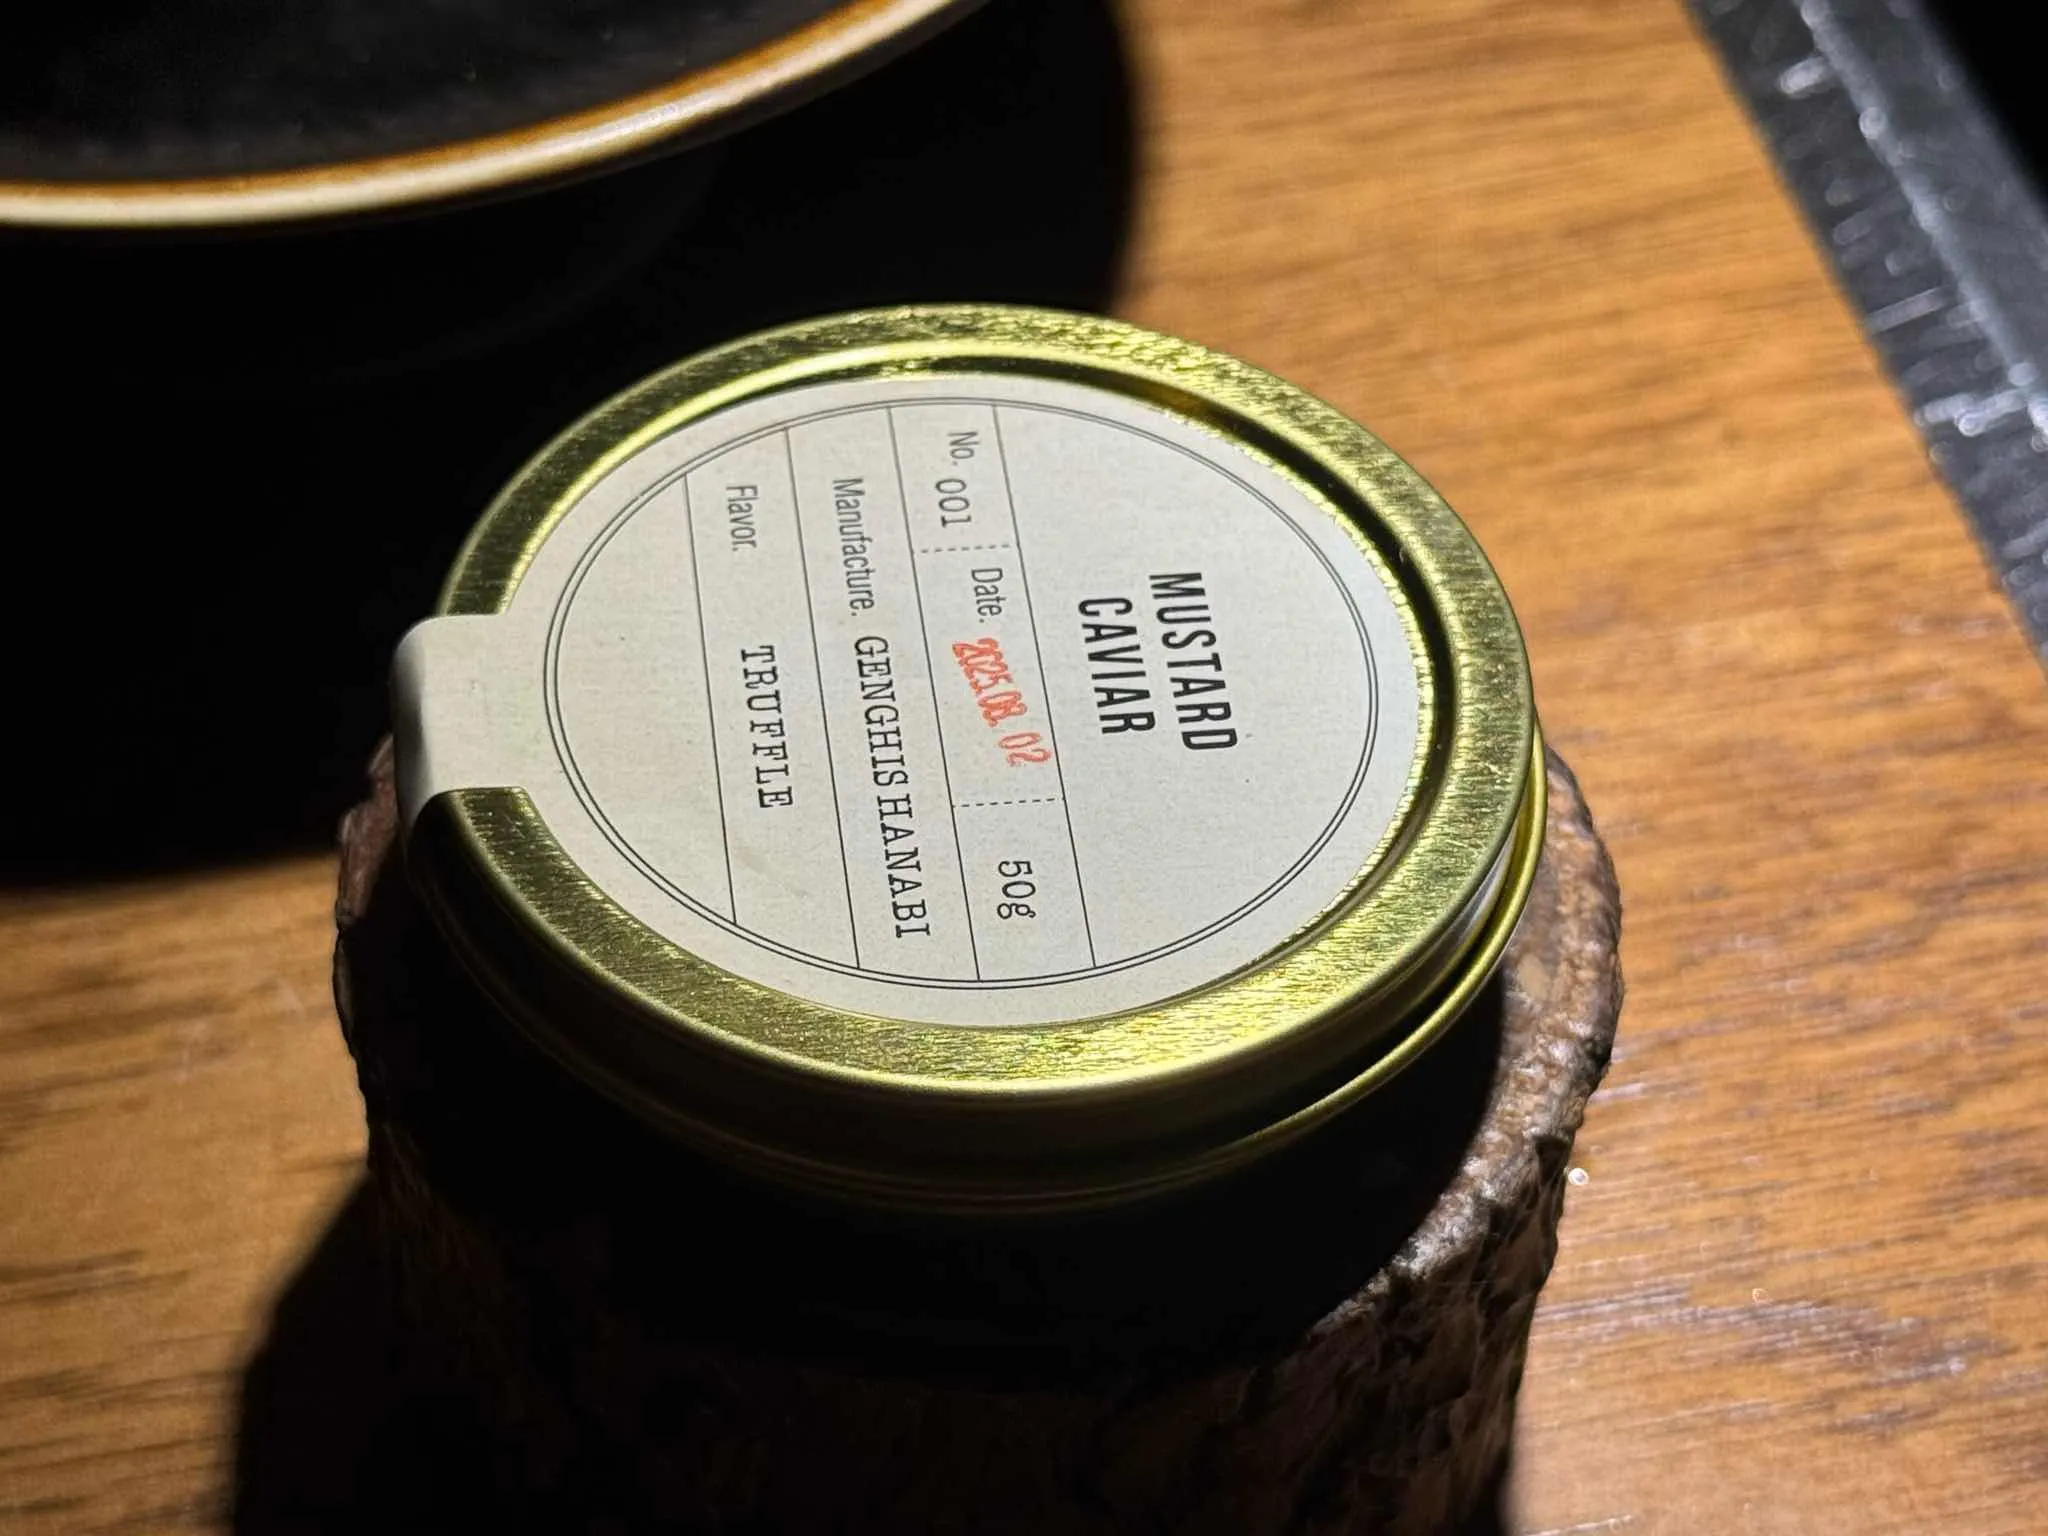 MUSTARD
CAVIAR
No. 001 Date. 2025.08.02 50g
Manufacture. GENGHIS HANABI
Flavor. TRUFFLE